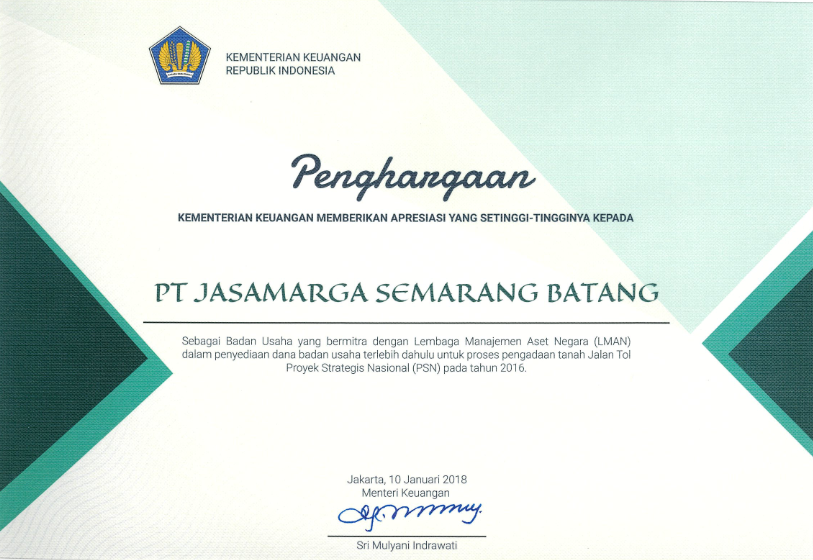 KEMENTERIAN KEUANGAN
REPUBLIK INDONESIA
Penghargaan
KEMENTERIAN KEUANGAN MEMBERIKAN APRESIASI YANG SETINGGI-TINGGINYA KEPADA
PT JASAMARGA SEMARANG BATANG
Sebagai Badan Usaha yang bermitra dengan Lembaga Manajemen Aset Negara (LMAN)
dalam penyediaan dana badan usaha terlebih dahulu untuk proses pengadaan tanah Jalan Tol
Proyek Strategis Nasional (PSN) pada tahun 2016.
Jakarta, 10 Januari 2018
Menteri Keuangan
Sri Mulyani Indrawati